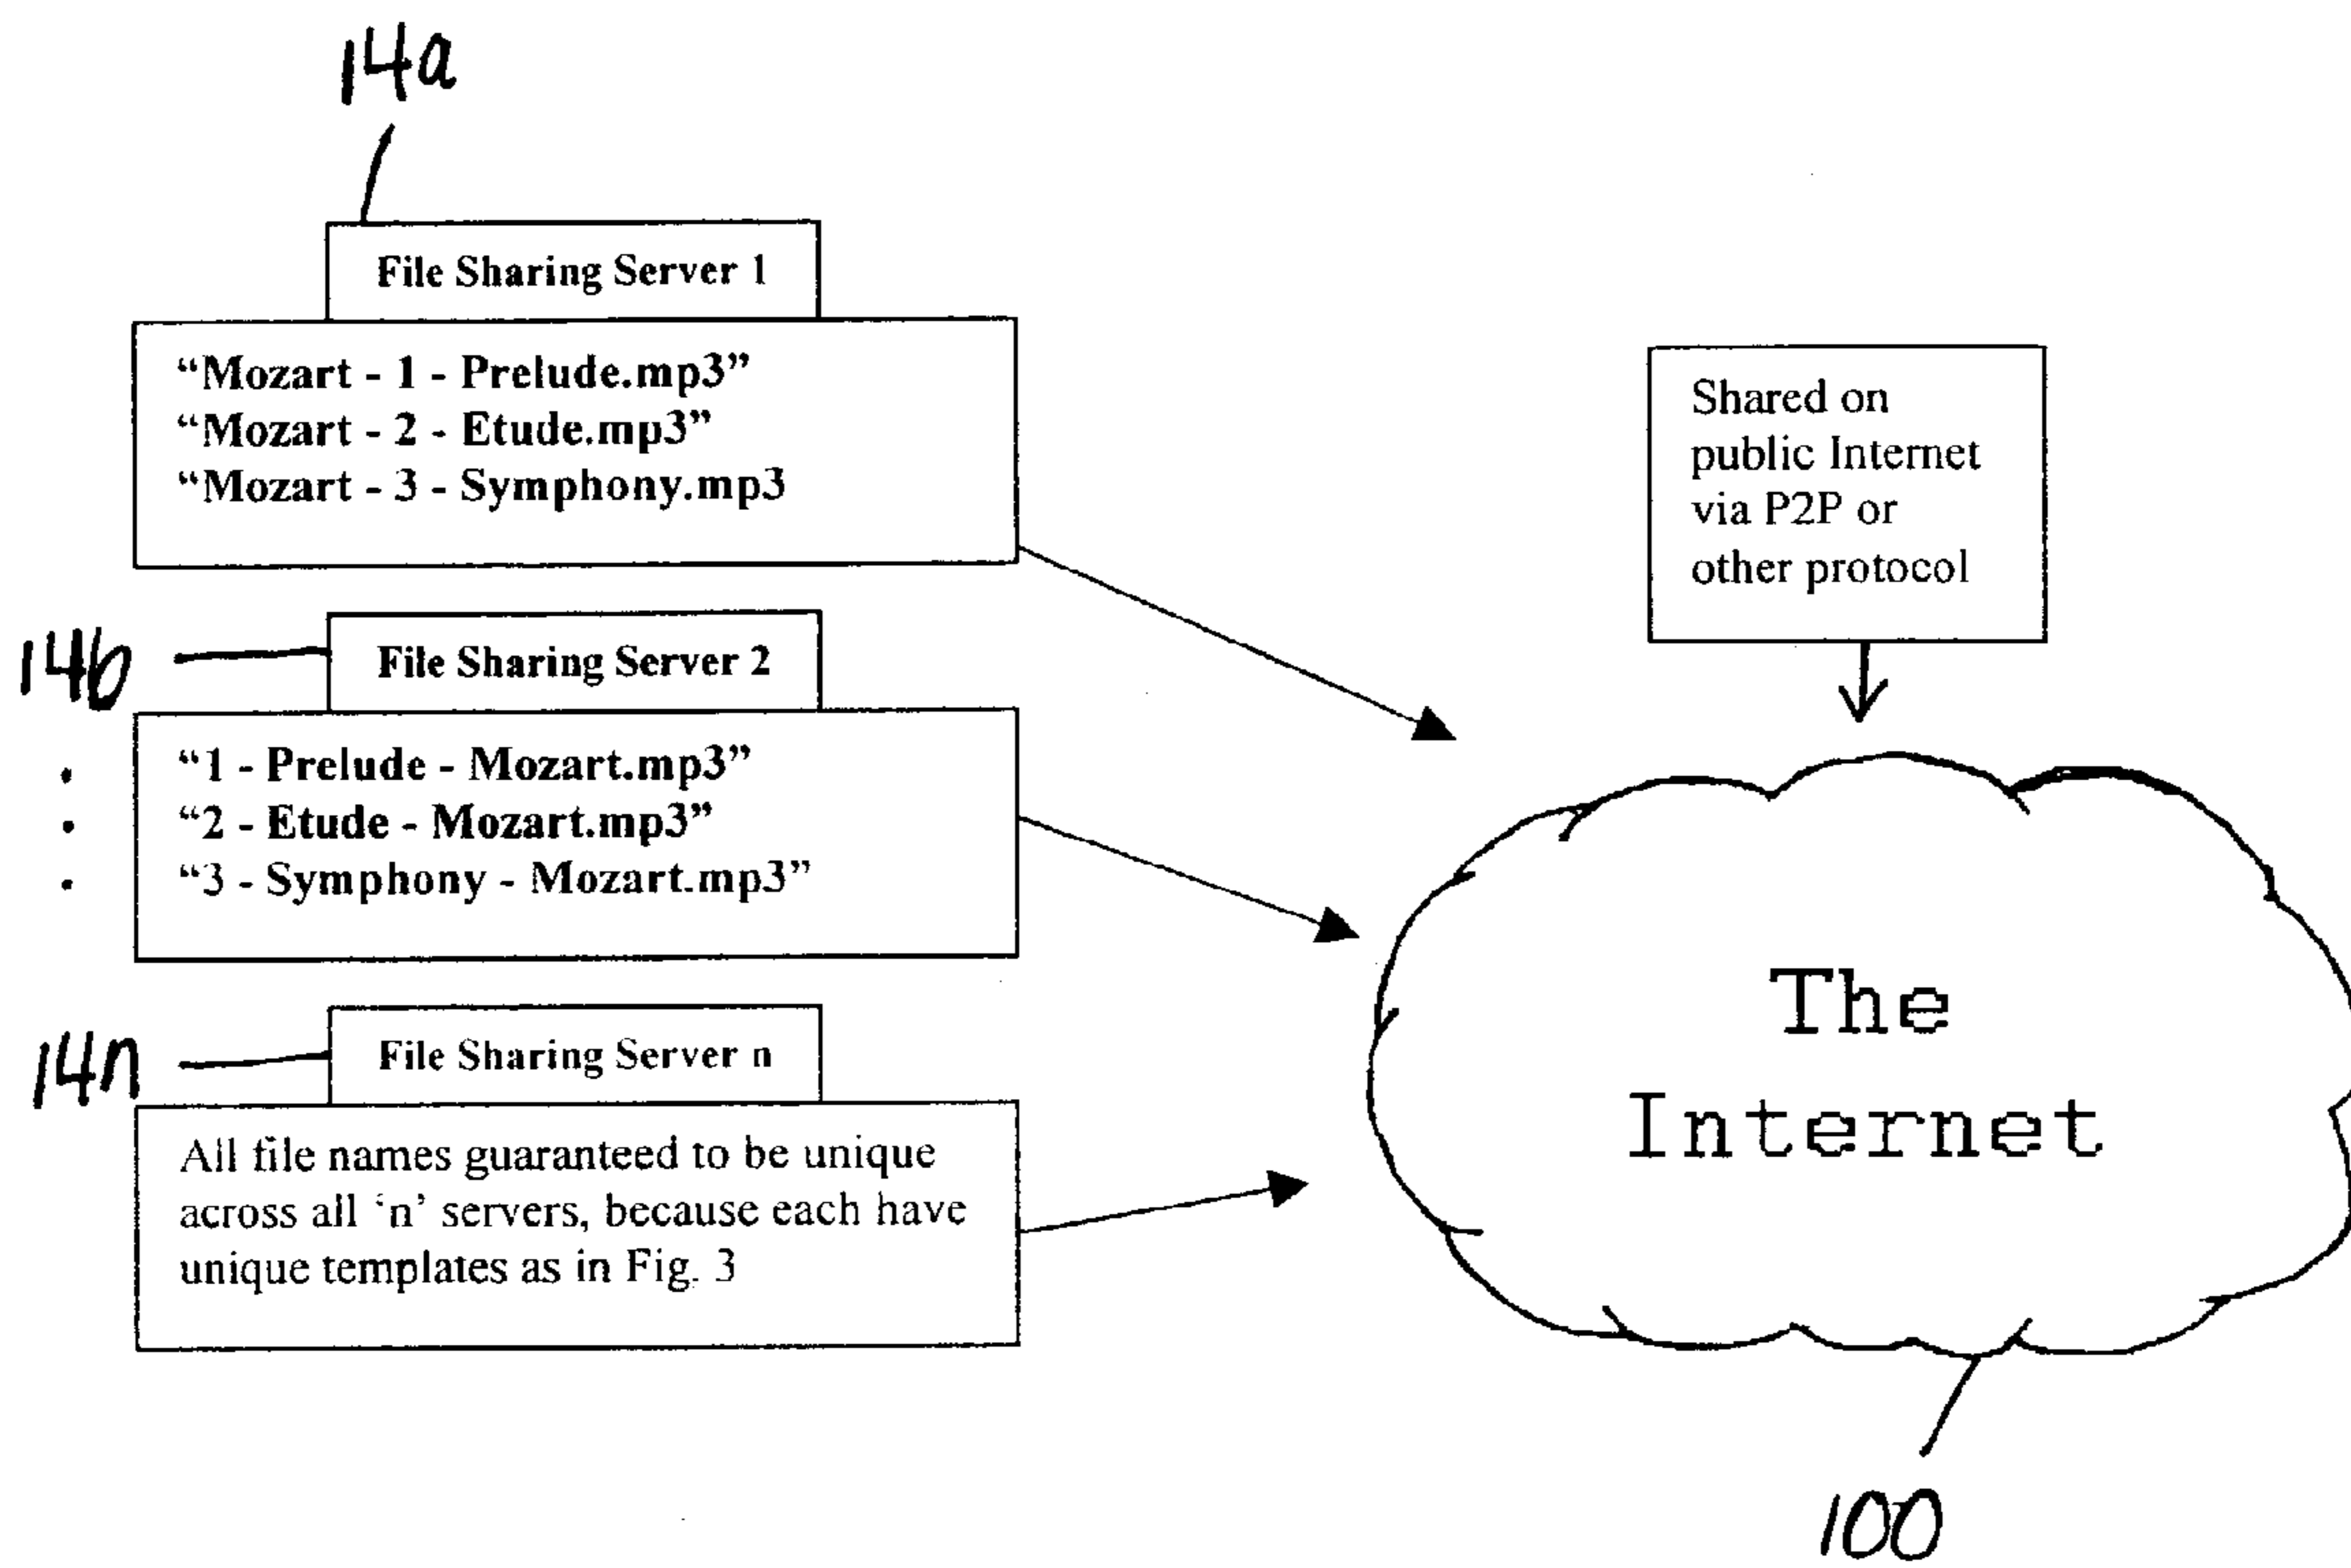 14a
File Sharing Server 1
“Mozart - 1 - Prelude.mp3”
“Mozart - 2 - Etude.mp3”
“Mozart - 3 - Symphony.mp3
Shared on
public Internet
via P2P or
other protocol
14b
File Sharing Server 2
“1 - Prelude - Mozart.mp3”
“2 - Etude - Mozart.mp3”
“3 - Symphony - Mozart.mp3”
14n
File Sharing Server n
All file names guaranteed to be unique
across all ‘n’ servers, because each have
unique templates as in Fig. 3
The
Internet
100